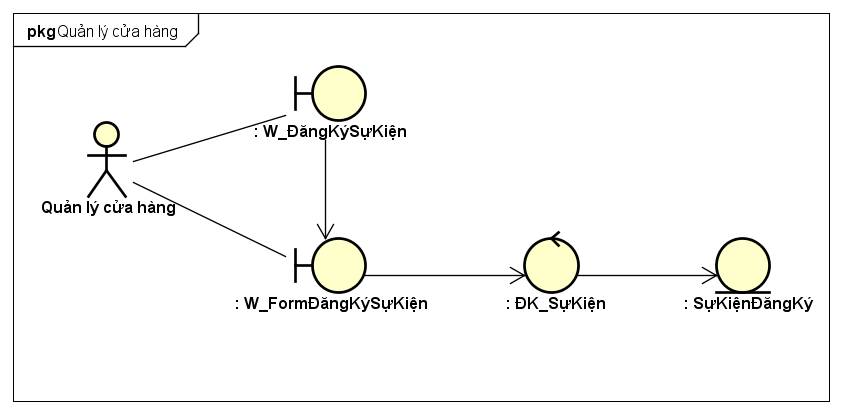 pkg Quản lý cửa hàng
: W_ĐăngKýSựKiện
Quản lý cửa hàng
: W_FormĐăngKýSựKiện
: ĐK_SựKiện
: SựKiệnĐăngKý